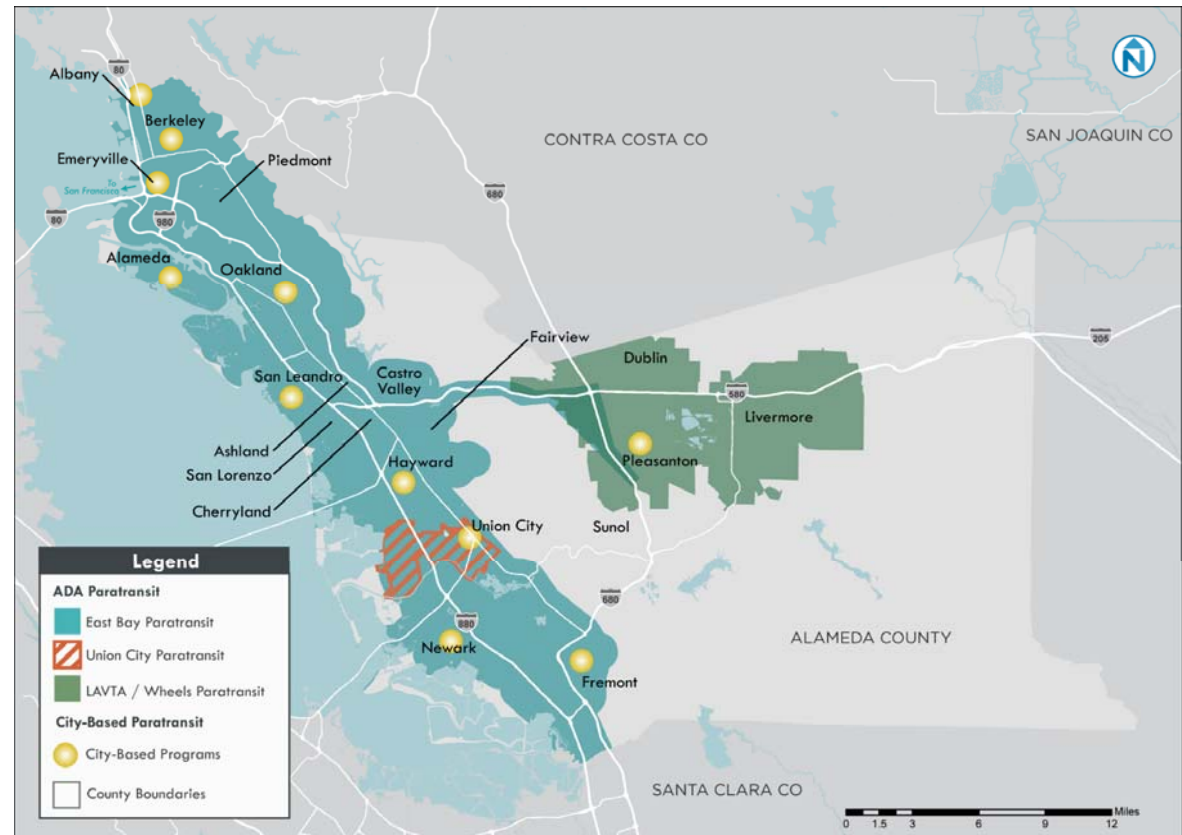 N
80
Albany
Berkeley
Emeryville
Piedmont
To
San Francisco
80
980
Alameda
Oakland
CONTRA COSTA CO
SAN JOAQUIN CO
680
205
Fairview
Dublin
Castro
Valley
San Leandro
580
Livermore
Ashland
San Lorenzo
Hayward
Pleasanton
Cherryland
Union City
Sunol
680
880
Newark
Fremont
ALAMEDA COUNTY
SANTA CLARA CO
Legend
ADA Paratransit
East Bay Paratransit
Union City Paratransit
LAVTA / Wheels Paratransit
City-Based Paratransit
City-Based Programs
County Boundaries
Miles
0 1.5 3 6 9 12